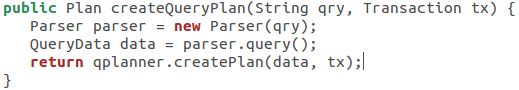 public Plan createQueryPlan(String qry, Transaction tx) {
   Parser parser = new Parser(qry);
   QueryData data = parser.query();
   return qplanner.createPlan(data, tx);
}